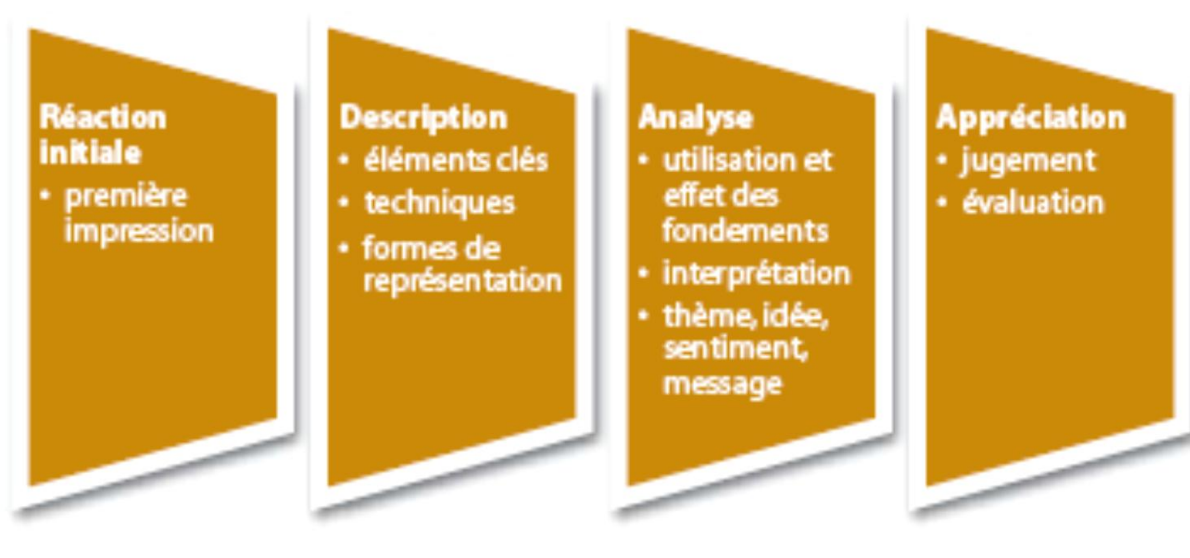 Réaction
initiale
• première
impression
Description
• éléments clés
• techniques
• formes de
représentation
Analyse
• utilisation et
effet des
fondements
• interprétation
• thème, idée,
sentiment,
message
Appréciation
• jugement
• évaluation